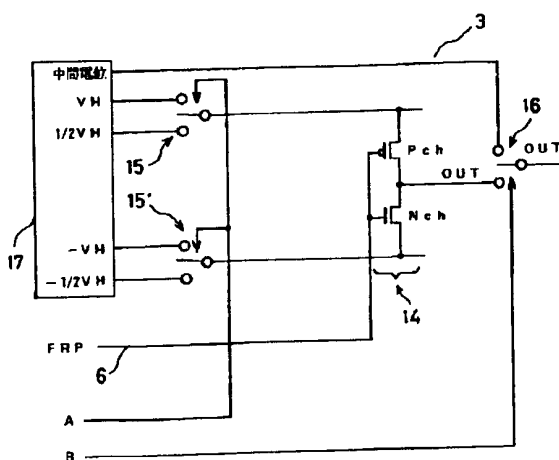 3
中間電位
VH
1/2VH
15
16
OUT
Pch
OUT
15'
Nch
17
-VH
-1/2VH
14
FRP
6
A
B